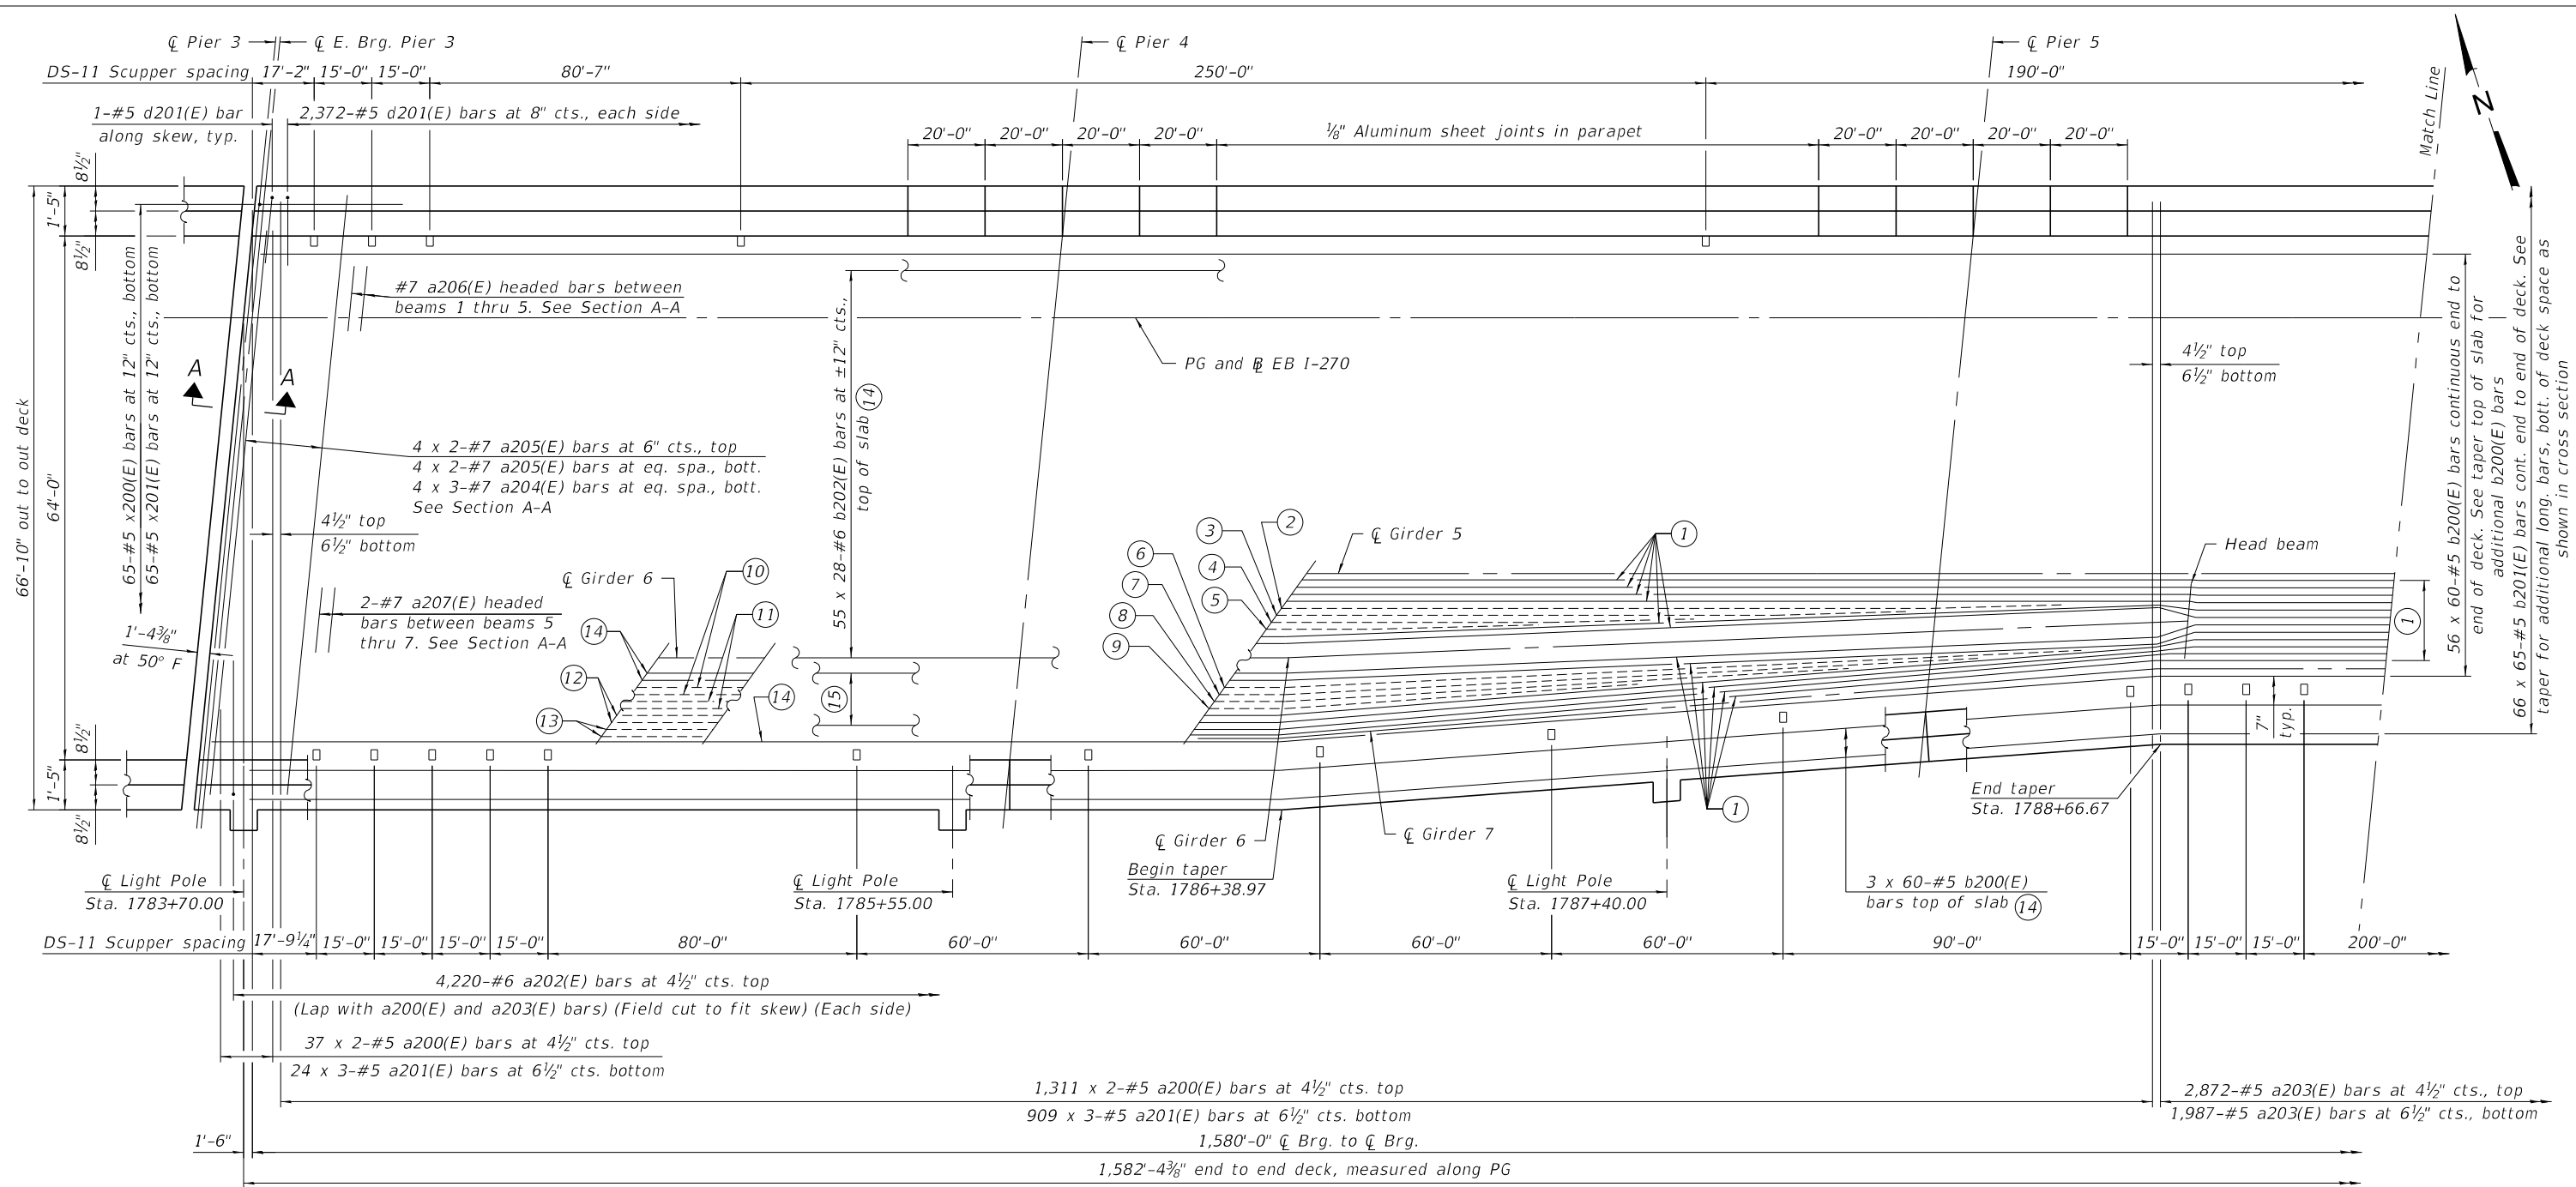 ℄ Pier 3
℄ E. Brg. Pier 3
℄ Pier 4
℄ Pier 5
DS-11 Scupper spacing
17'-2"
15'-0"
15'-0"
80'-7"
250'-0"
190'-0"
Match Line
N
1-#5 d201(E) bar
along skew, typ.
2,372-#5 d201(E) bars at 8" cts., each side
20'-0"
20'-0"
20'-0"
20'-0"
⅛" Aluminum sheet joints in parapet
20'-0"
20'-0"
20'-0"
20'-0"
8½"
1'-5"
8½"
66'-10" out to out deck
64'-0"
65-#5 x200(E) bars at 12" cts., bottom
65-#5 x201(E) bars at 12" cts., bottom
#7 a206(E) headed bars between
beams 1 thru 5. See Section A-A
PG and ℄ EB I-270
A
A
4 x 2-#7 a205(E) bars at 6" cts., top
4 x 2-#7 a205(E) bars at eq. spa., bott.
4 x 3-#7 a204(E) bars at eq. spa., bott.
See Section A-A
4½" top
6½" bottom
55 x 28-#6 b202(E) bars at ±12" cts.,
top of slab 14
4½" top
6½" bottom
56 x 60-#5 b200(E) bars continuous end to
end of deck. See taper top of slab for
additional b200(E) bars
66 x 65-#5 b201(E) bars cont. end to end of deck. See
taper for additional long. bars, bott. of deck space as
shown in cross section
2
3
4
5
6
7
8
9
℄ Girder 5
1
Head beam
1
℄ Girder 6
10
11
14
12
13
14
15
2-#7 a207(E) headed
bars between beams 5
thru 7. See Section A-A
1'-4⅜"
at 50° F
8½"
1'-5"
8½"
7"
typ.
1
End taper
Sta. 1788+66.67
℄ Girder 6
℄ Girder 7
Begin taper
Sta. 1786+38.97
℄ Light Pole
Sta. 1783+70.00
℄ Light Pole
Sta. 1785+55.00
℄ Light Pole
Sta. 1787+40.00
3 x 60-#5 b200(E)
bars top of slab 14
DS-11 Scupper spacing
17'-9¼"
15'-0"
15'-0"
15'-0"
15'-0"
80'-0"
60'-0"
60'-0"
60'-0"
60'-0"
90'-0"
15'-0"
15'-0"
15'-0"
200'-0"
4,220-#6 a202(E) bars at 4½" cts. top
(Lap with a200(E) and a203(E) bars) (Field cut to fit skew) (Each side)
37 x 2-#5 a200(E) bars at 4½" cts. top
24 x 3-#5 a201(E) bars at 6½" cts. bottom
1,311 x 2-#5 a200(E) bars at 4½" cts. top
909 x 3-#5 a201(E) bars at 6½" cts. bottom
2,872-#5 a203(E) bars at 4½" cts., top
1,987-#5 a203(E) bars at 6½" cts., bottom
1'-6"
1,580'-0" ℄ Brg. to ℄ Brg.
1,582'-4⅜" end to end deck, measured along PG